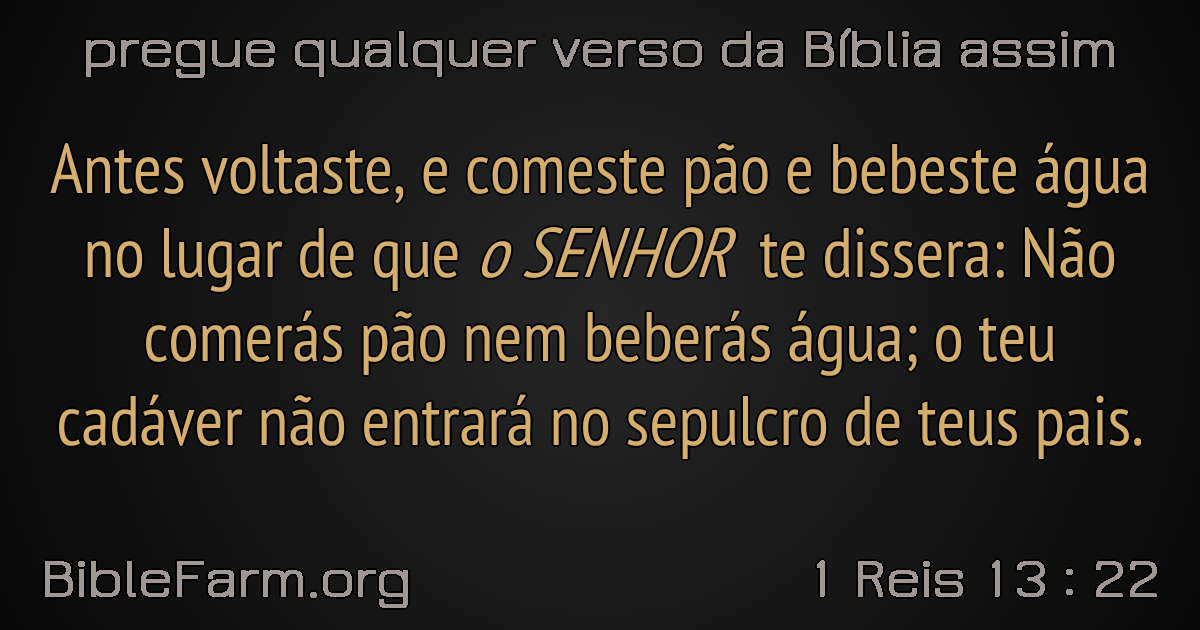 pregue qualquer verso da Bíblia assim
Antes voltaste, e comeste pão e bebeste água
no lugar de que o SENHOR te dissera: Não
comerás pão nem beberás água; o teu
cadáver não entrará no sepulcro de teus pais.
BibleFarm.org
1 Reis 13 : 22